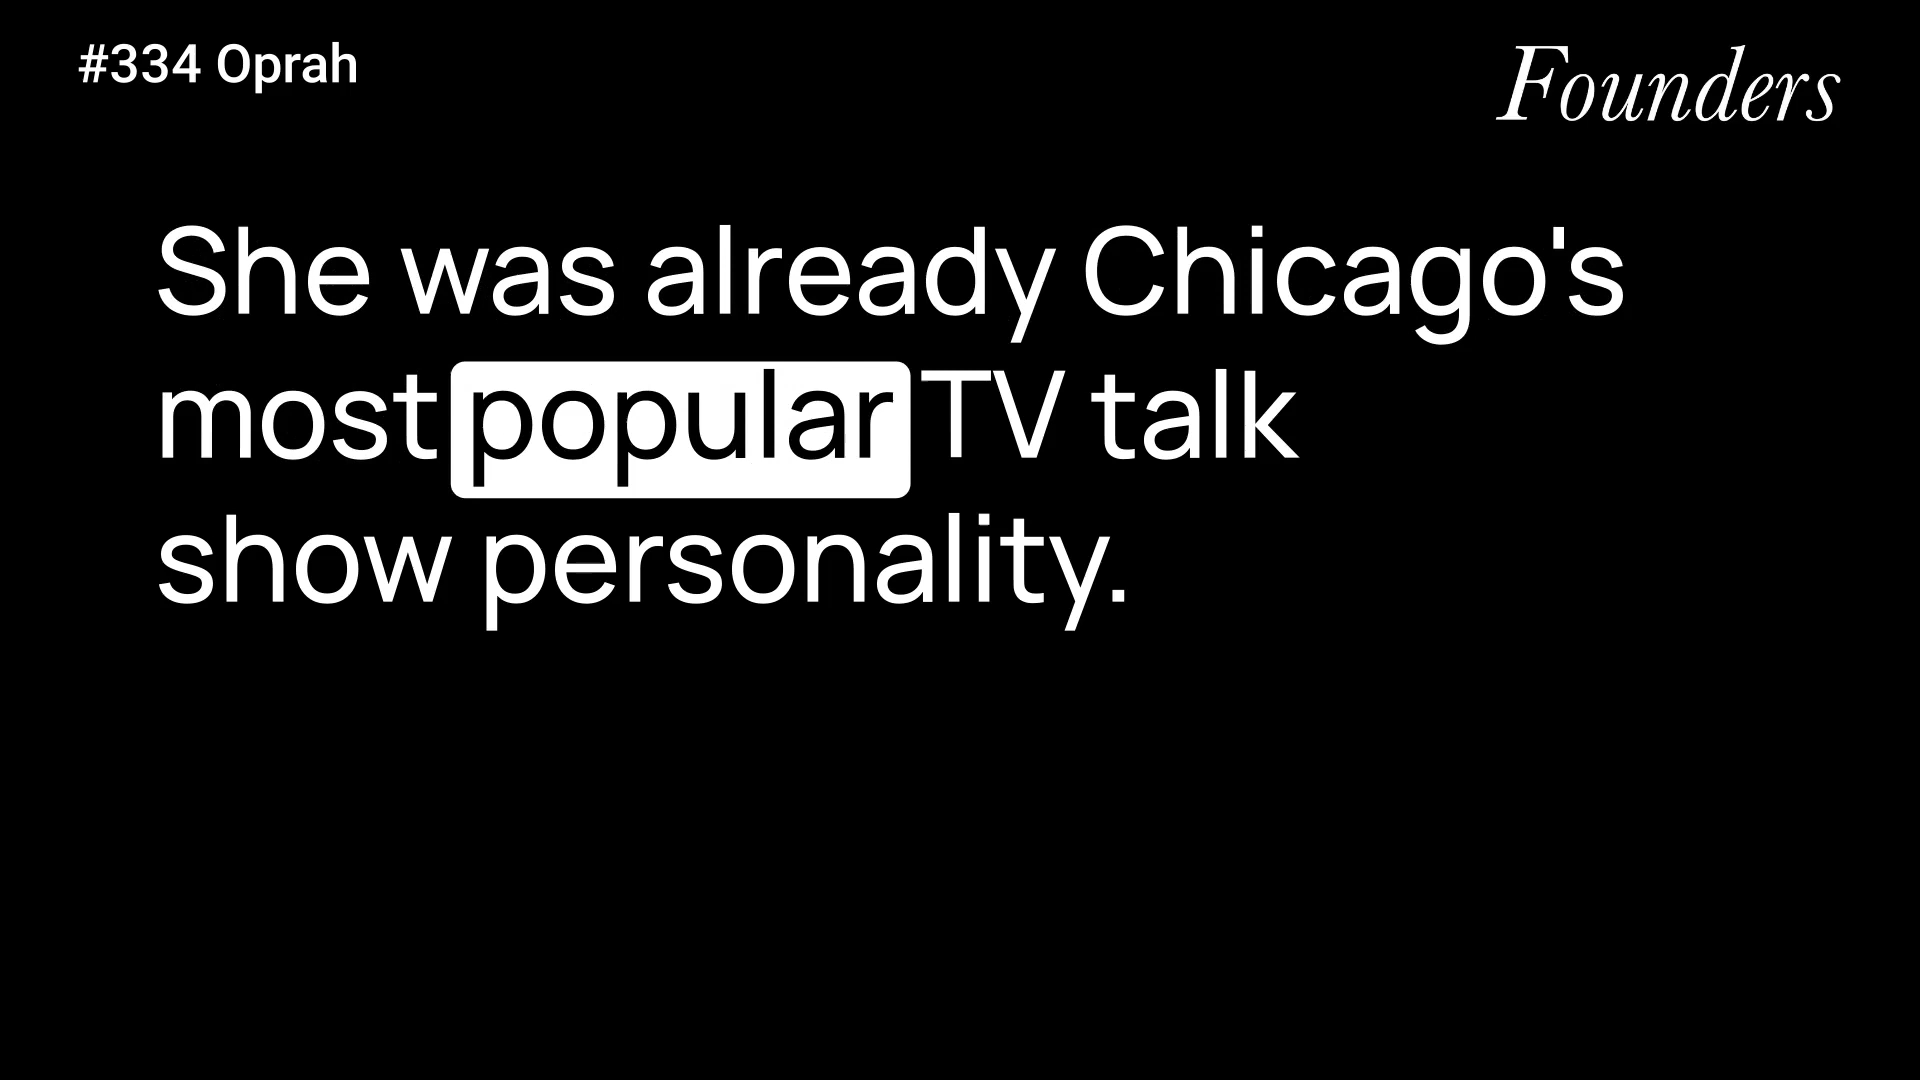 #334 Oprah
Founders
She was already Chicago's
most popular TV talk
show personality.